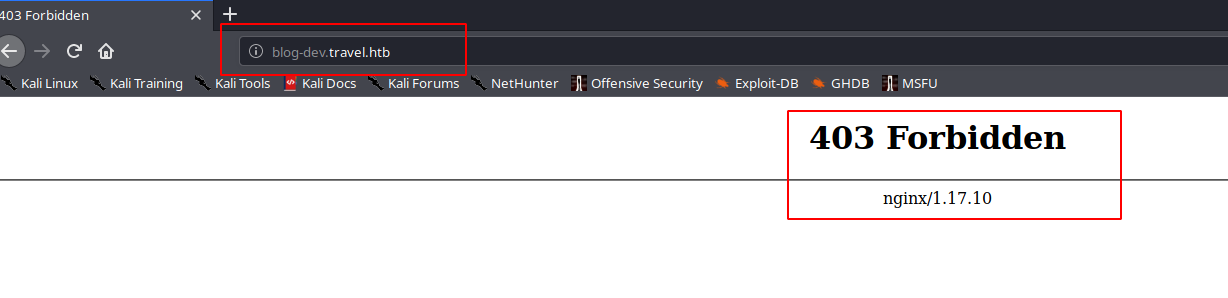 403 Forbidden
blog-dev.travel.htb
Kali Linux Kali Training Kali Tools Kali Docs Kali Forums NetHunter Offensive Security Exploit-DB GHDB MSFU
403 Forbidden
nginx/1.17.10